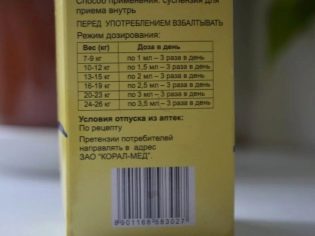 Способ применения: суспензия для
приема внутрь
ПЕРЕД УПОТРЕБЛЕНИЕМ ВЗБАЛТЫВАТЬ
Режим дозирования:
Вес (кг) Доза в день
7-9 кг по 1 мл – 3 раза в день
10-12 кг по 1,5 мл – 3 раза в день
13-15 кг по 2 мл – 3 раза в день
16-19 кг по 2,5 мл – 3 раза в день
20-23 кг по 3 мл – 3 раза в день
24-26 кг по 3,5 мл – 3 раза в день
Условия отпуска из аптек:
По рецепту
Претензии потребителей
направлять в адрес
ЗАО "КОРАЛ-МЕД".
8901168583027